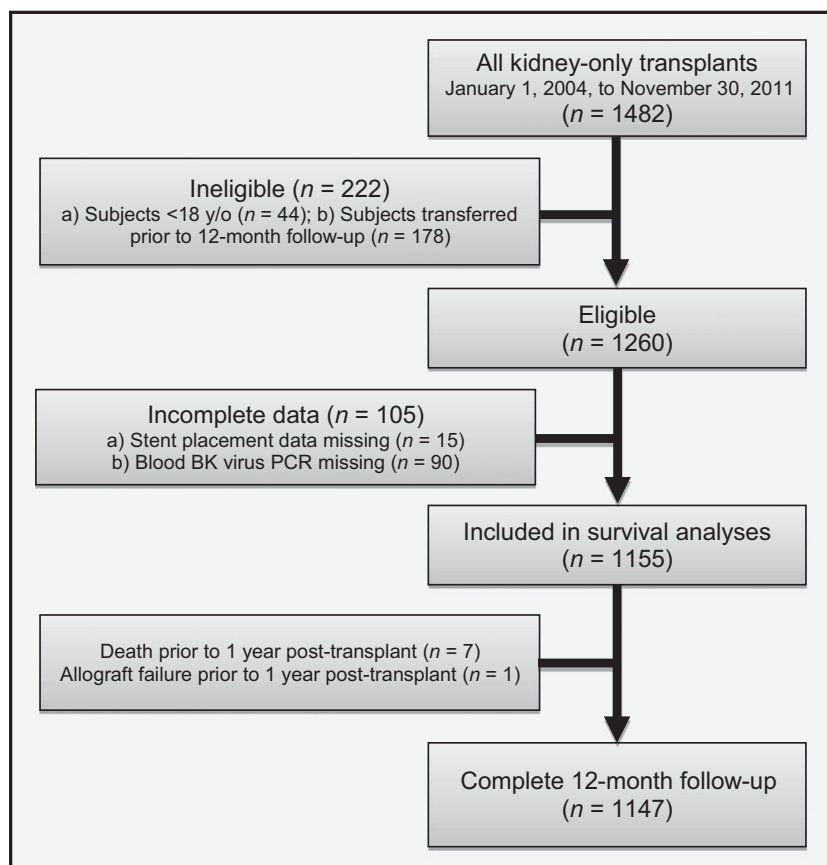 All kidney-only transplants
January 1, 2004, to November 30, 2011
(n = 1482)
Ineligible (n = 222)
a) Subjects <18 y/o (n = 44); b) Subjects transferred
prior to 12-month follow-up (n = 178)
Eligible
(n = 1260)
Incomplete data (n = 105)
a) Stent placement data missing (n = 15)
b) Blood BK virus PCR missing (n = 90)
Included in survival analyses
(n = 1155)
Death prior to 1 year post-transplant (n = 7)
Allograft failure prior to 1 year post-transplant (n = 1)
Complete 12-month follow-up
(n = 1147)